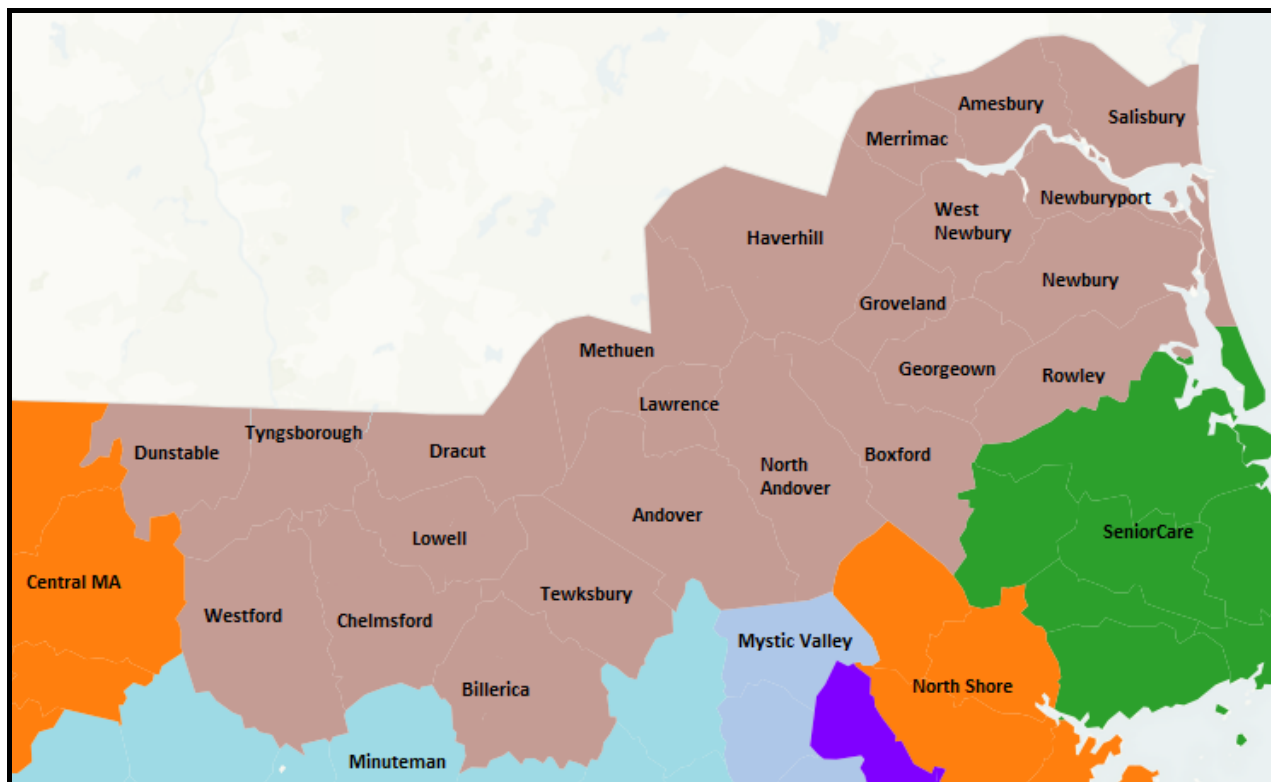 Amesbury
Salisbury
Merrimac
Newburyport
West
Newbury
Haverhill
Newbury
Groveland
Methuen
Georgeown
Rowley
Lawrence
Tyngsborough
Dunstable
Dracut
Boxford
North
Andover
Andover
Lowell
SeniorCare
Central MA
Tewksbury
Westford
Chelmsford
Mystic Valley
Billerica
North Shore
Minuteman